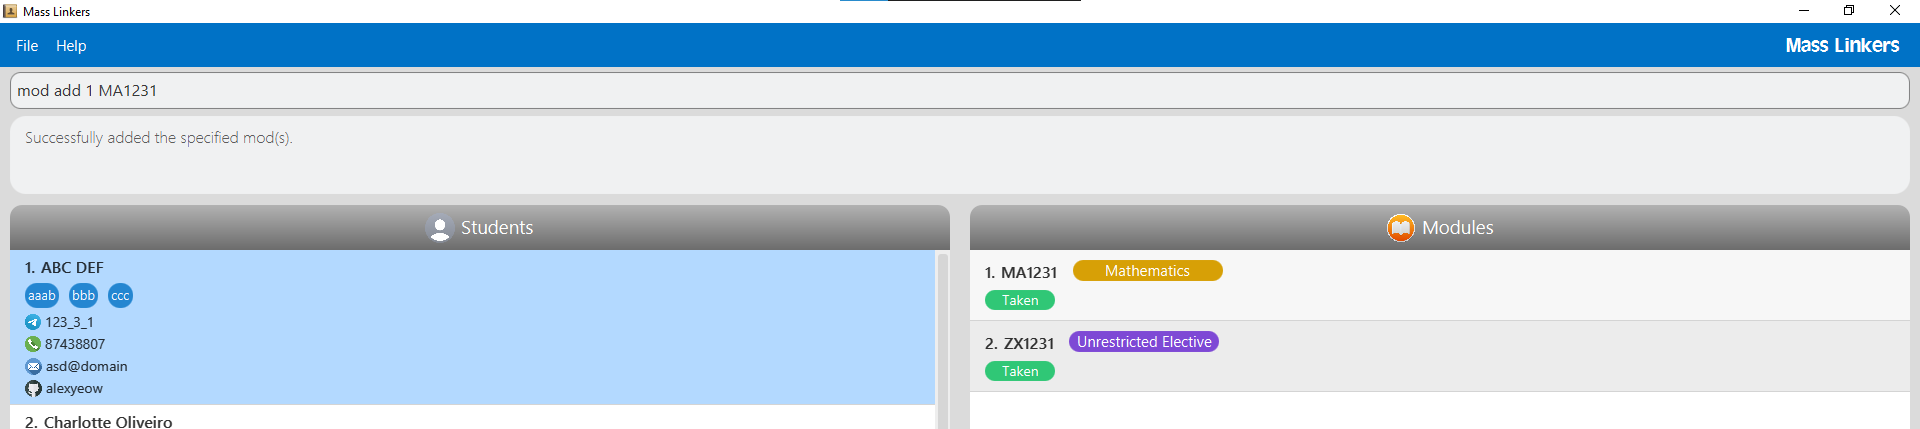 Mass Linkers
File Help Mass Linkers
mod add 1 MA1231
Successfully added the specified mod(s).
Students
Modules
1. ABC DEF
aaab bbb ccc
123_3_1
87438807
asd@domain
alexyeow
2. Charlotte Oliveiro
1. MA1231 Mathematics
Taken
2. ZX1231 Unrestricted Elective
Taken